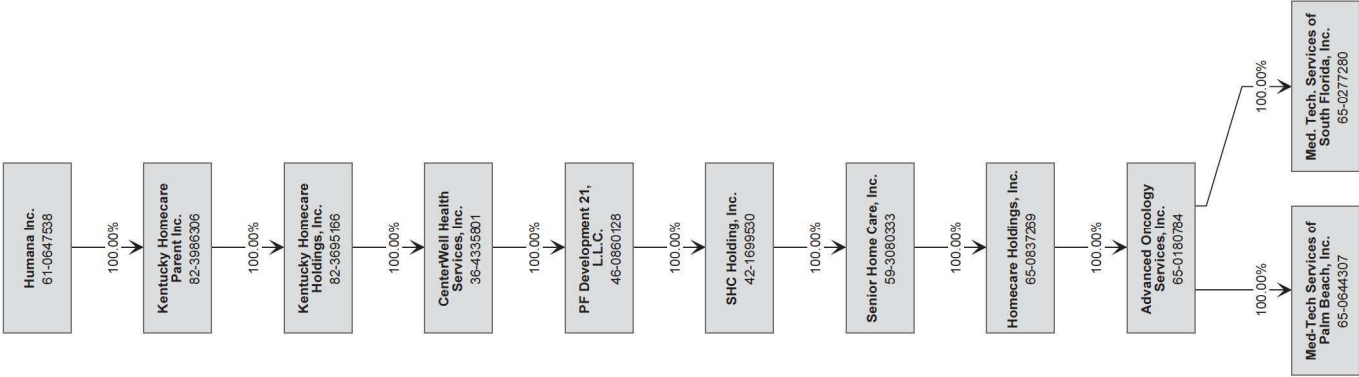 Humana Inc.
61-0647538
100.00%
Kentucky Homecare
Parent Inc.
82-3986306
100.00%
Kentucky Homecare
Holdings, Inc.
82-3695166
100.00%
CenterWell Health
Services, Inc.
36-4335801
100.00%
PF Development 21,
L.L.C.
46-0860128
100.00%
SHC Holding, Inc.
42-1699530
100.00%
Senior Home Care, Inc.
59-3080333
100.00%
Homecare Holdings, Inc.
65-0837269
100.00%
Advanced Oncology
Services, Inc.
65-0180784
100.00%
100.00%
Med-Tech Services of
Palm Beach, Inc.
65-0644307
Med. Tech. Services of
South Florida, Inc.
65-0277280